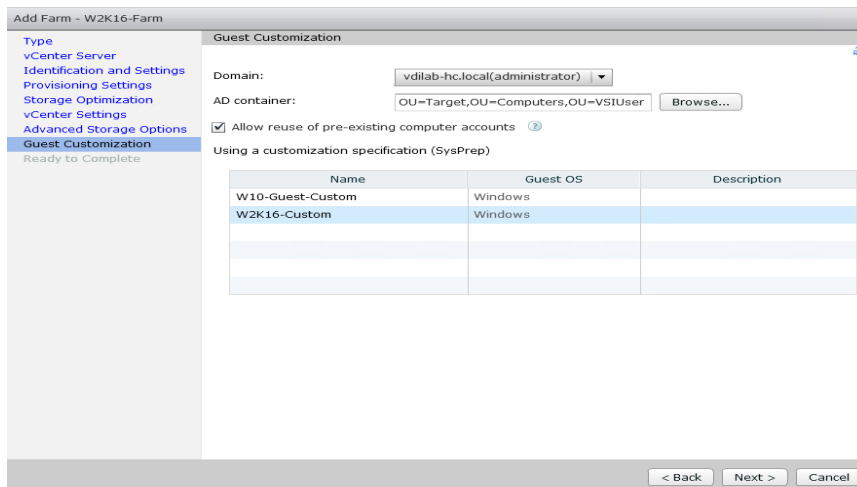 Add Farm - W2K16-Farm
Type
vCenter Server
Identification and Settings
Provisioning Settings
Storage Optimization
vCenter Settings
Advanced Storage Options
Guest Customization
Ready to Complete
Guest Customization
Domain: vdilab-hc.local(administrator)
AD container: OU=Target,OU=Computers,OU=VSIUser Browse...
Allow reuse of pre-existing computer accounts ?
Using a customization specification (SysPrep)
Name Guest OS Description
W10-Guest-Custom Windows
W2K16-Custom Windows
< Back Next > Cancel